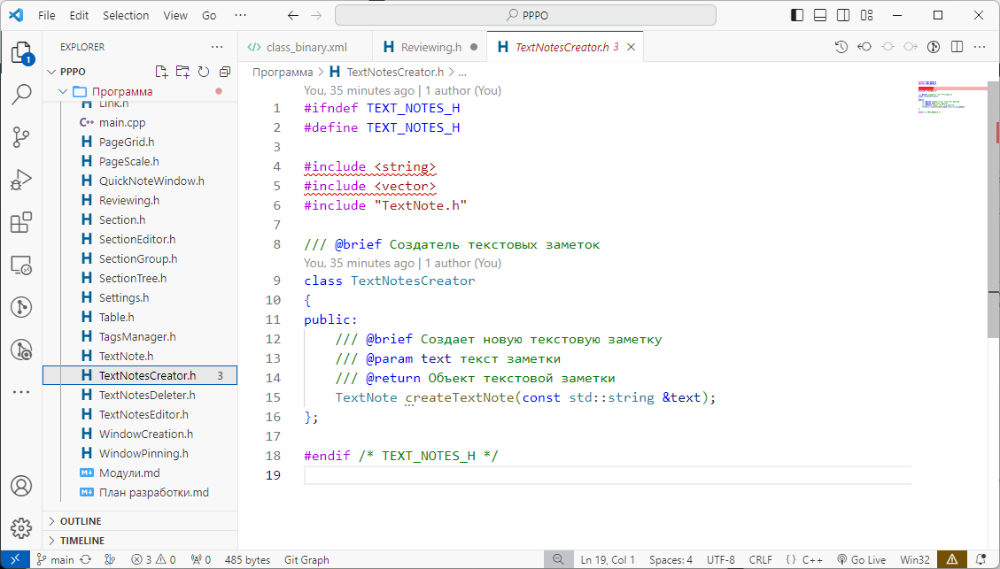 File Edit Selection View Go ··· PPPO
1
EXPLORER ···
PPPO
Программа
Link.h
C++ main.cpp
H PageGrid.h
H PageScale.h
H QuickNoteWindow.h
H Reviewing.h
H Section.h
H SectionEditor.h
H SectionGroup.h
H SectionTree.h
H Settings.h
H Table.h
H TagsManager.h
H TextNote.h
H TextNotesCreator.h 3
H TextNotesDeleter.h
H TextNotesEditor.h
H WindowCreation.h
H WindowPinning.h
Модули.md
План разработки.md
OUTLINE
TIMELINE
class_binary.xml H Reviewing.h H TextNotesCreator.h 3
Программа > H TextNotesCreator.h > ...
You, 35 minutes ago | 1 author (You)
1 #ifndef TEXT_NOTES_H
2 #define TEXT_NOTES_H
3
4 #include <string>
5 #include <vector>
6 #include "TextNote.h"
7
8 /// @brief Создатель текстовых заметок
You, 35 minutes ago | 1 author (You)
9 class TextNotesCreator
10 {
11 public:
12 /// @brief Создает новую текстовую заметку
13 /// @param text текст заметки
14 /// @return Объект текстовой заметки
15 TextNote createTextNote(const std::string &text);
16 };
17
18 #endif /* TEXT_NOTES_H */
19
main 3 0 0 485 bytes Git Graph Ln 19, Col 1 Spaces: 4 UTF-8 CRLF {} C++ Go Live Win32